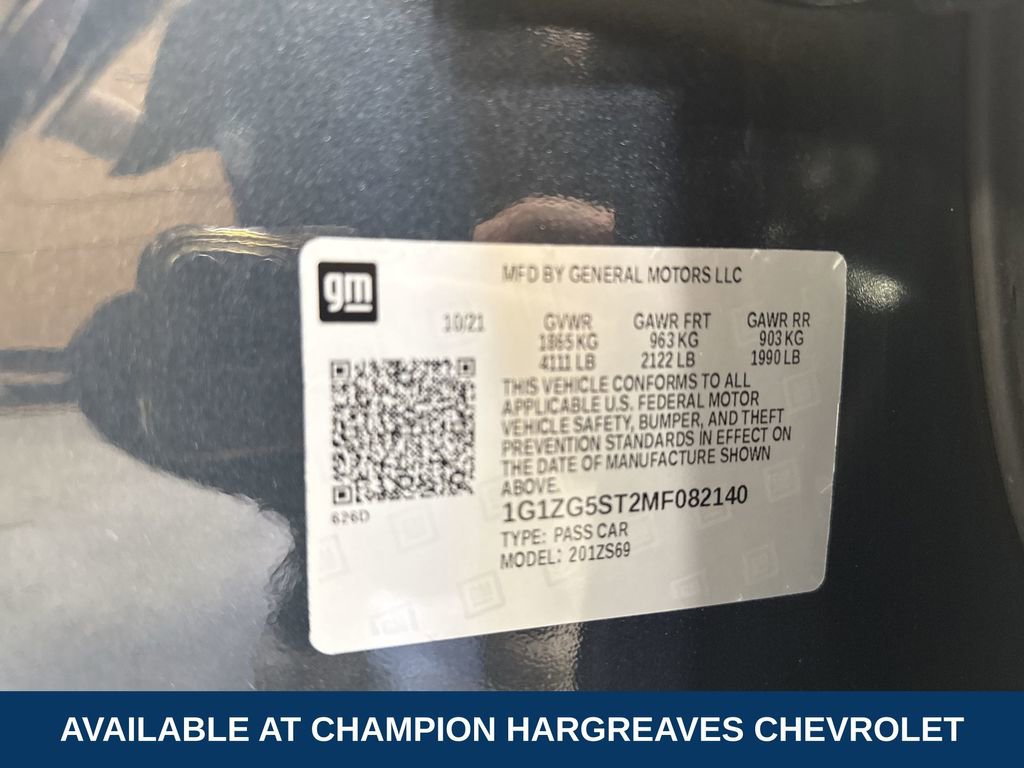 gm
MFD BY GENERAL MOTORS LLC
10/21 GVWR GAWR FRT GAWR RR
1865 KG 963 KG 903 KG
4111 LB 2122 LB 1990 LB
THIS VEHICLE CONFORMS TO ALL
APPLICABLE U.S. FEDERAL MOTOR
VEHICLE SAFETY, BUMPER, AND THEFT
PREVENTION STANDARDS IN EFFECT ON
THE DATE OF MANUFACTURE SHOWN
ABOVE.
1G1ZG5ST2MF082140
626D
TYPE: PASS CAR
MODEL: 201ZS69
AVAILABLE AT CHAMPION HARGREAVES CHEVROLET